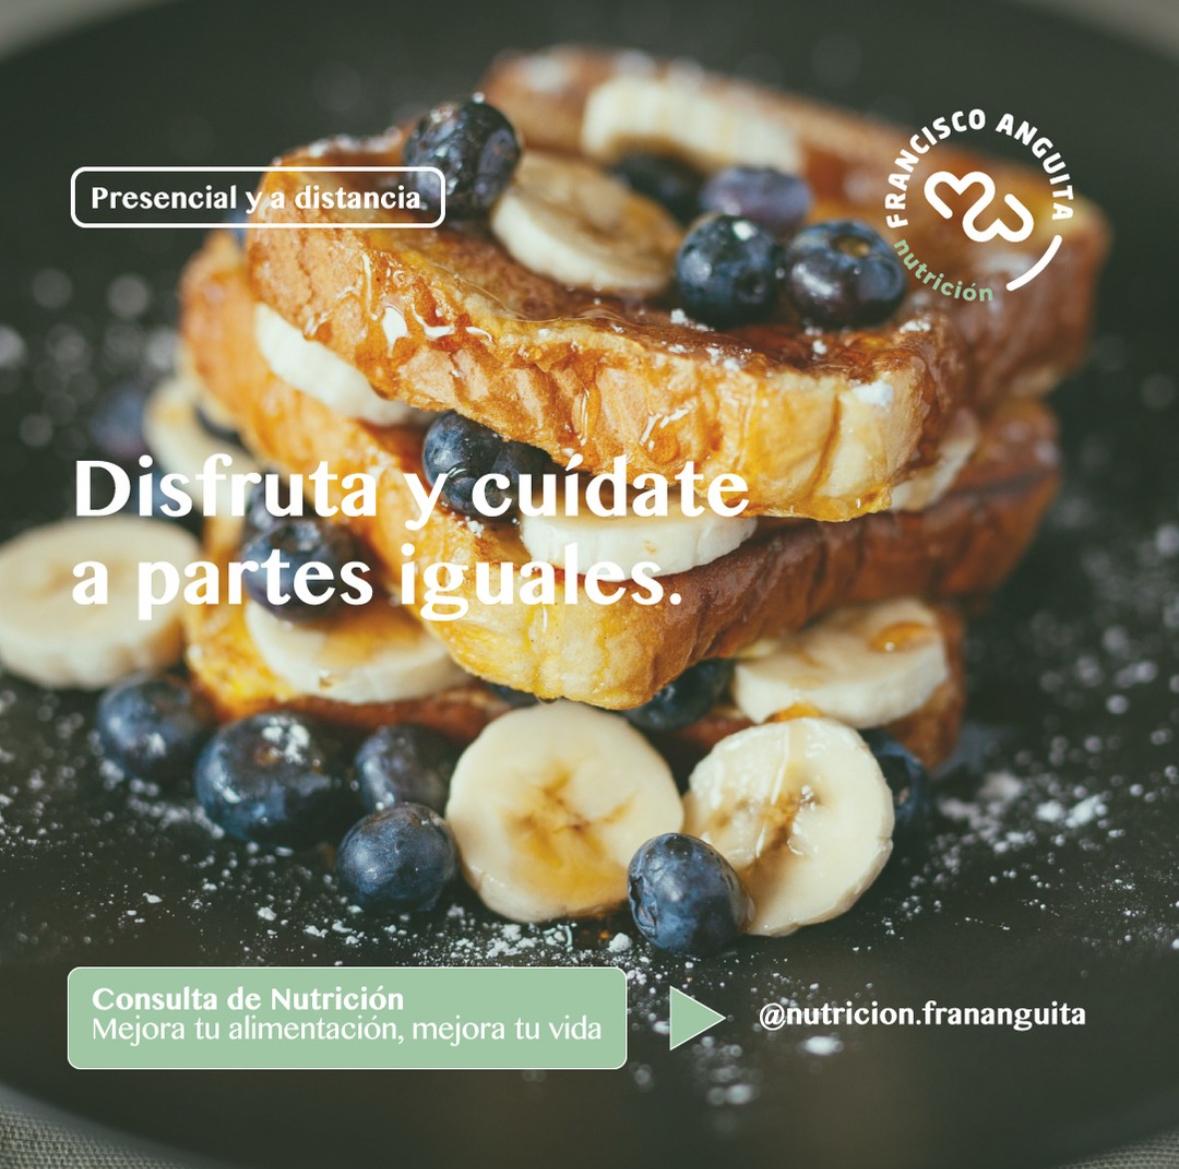 Presencial y a distancia
FRANCISCO ANGUITA
nutrición
Disfruta y cuídate
a partes iguales.
Consulta de Nutrición
Mejora tu alimentación, mejora tu vida
@nutricion.frananguita